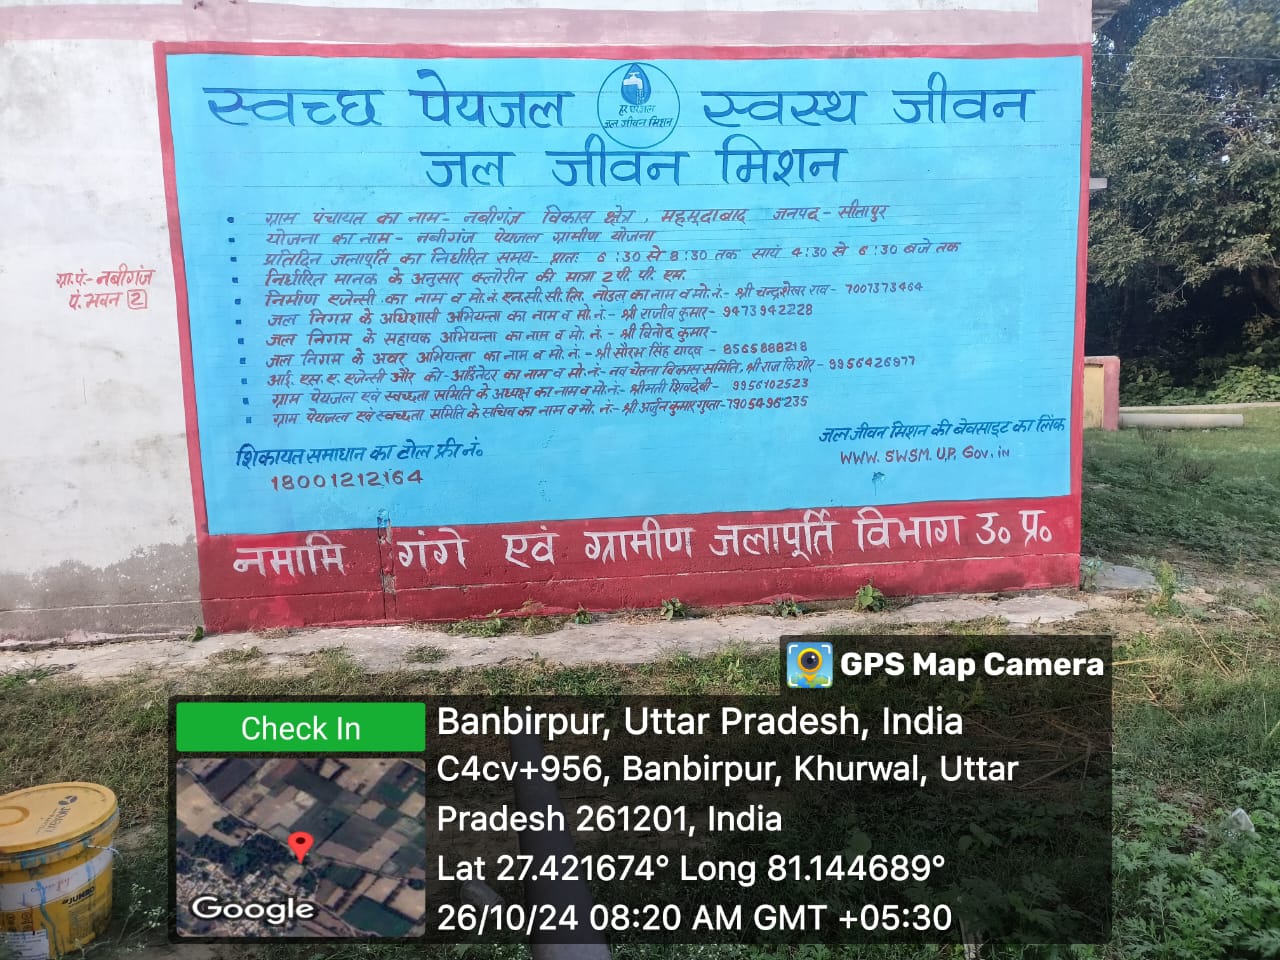 स्वच्छ पेयजल स्वस्थ जीवन
हर घर जल
जल जीवन मिशन
जल जीवन मिशन
ग्राम पंचायत का नाम- नबीगंज विकास क्षेत्र, महमूदाबाद जनपद- सीतापुर
योजना का नाम- नबीगंज पेयजल ग्रामीण योजना
प्रतिदिन जलापूर्ति का निर्धारित समय- प्रातः 6:30 से 8:30 तक सायं 4:30 से 6:30 बजे तक
निर्धारित मानक के अनुसार क्लोरीन की मात्रा 2 पी. पी. एम.
निर्माण एजेन्सी का नाम व मो.नं. एन.सी.सी.लि. नोडल का नाम व मो.नं.- श्री चन्द्रशेखर राव- 7007373464
जल निगम के अधिशासी अभियन्ता का नाम व मो.नं.- श्री राजीव कुमार- 9473942228
जल निगम के सहायक अभियन्ता का नाम व मो. नं. - श्री विनोद कुमार-
जल निगम के अवर अभियन्ता का नाम व मो. नं. - श्री सौरभ सिंह यादव - 8565888218
आई. एस. ए. एजेन्सी और को-आर्डिनेटर का नाम व मो.नं- नव चेतना विकास समिति, श्री राज किशोर- 9956426977
ग्राम पेयजल एवं स्वच्छता समिति के अध्यक्ष का नाम व मो.नं.- श्रीमती शिवदेवी- 9956102523
ग्राम पेयजल एवं स्वच्छता समिति के सचिव का नाम व मो. नं.- श्री अर्जुन कुमार गुप्ता-7905496235
ग्रा.पं.- नबीगंज
पं. भवन 2
शिकायत समाधान का टोल फ्री नं०
18001212164
जल जीवन मिशन की बेवसाइट का लिंक
WWW. SWSM. U.P. Gov. in
नमामि गंगे एवं ग्रामीण जलापूर्ति विभाग उ० प्र०
GPS Map Camera
Check In
Banbirpur, Uttar Pradesh, India
C4cv+956, Banbirpur, Khurwal, Uttar
Pradesh 261201, India
Lat 27.421674° Long 81.144689°
26/10/24 08:20 AM GMT +05:30
Google